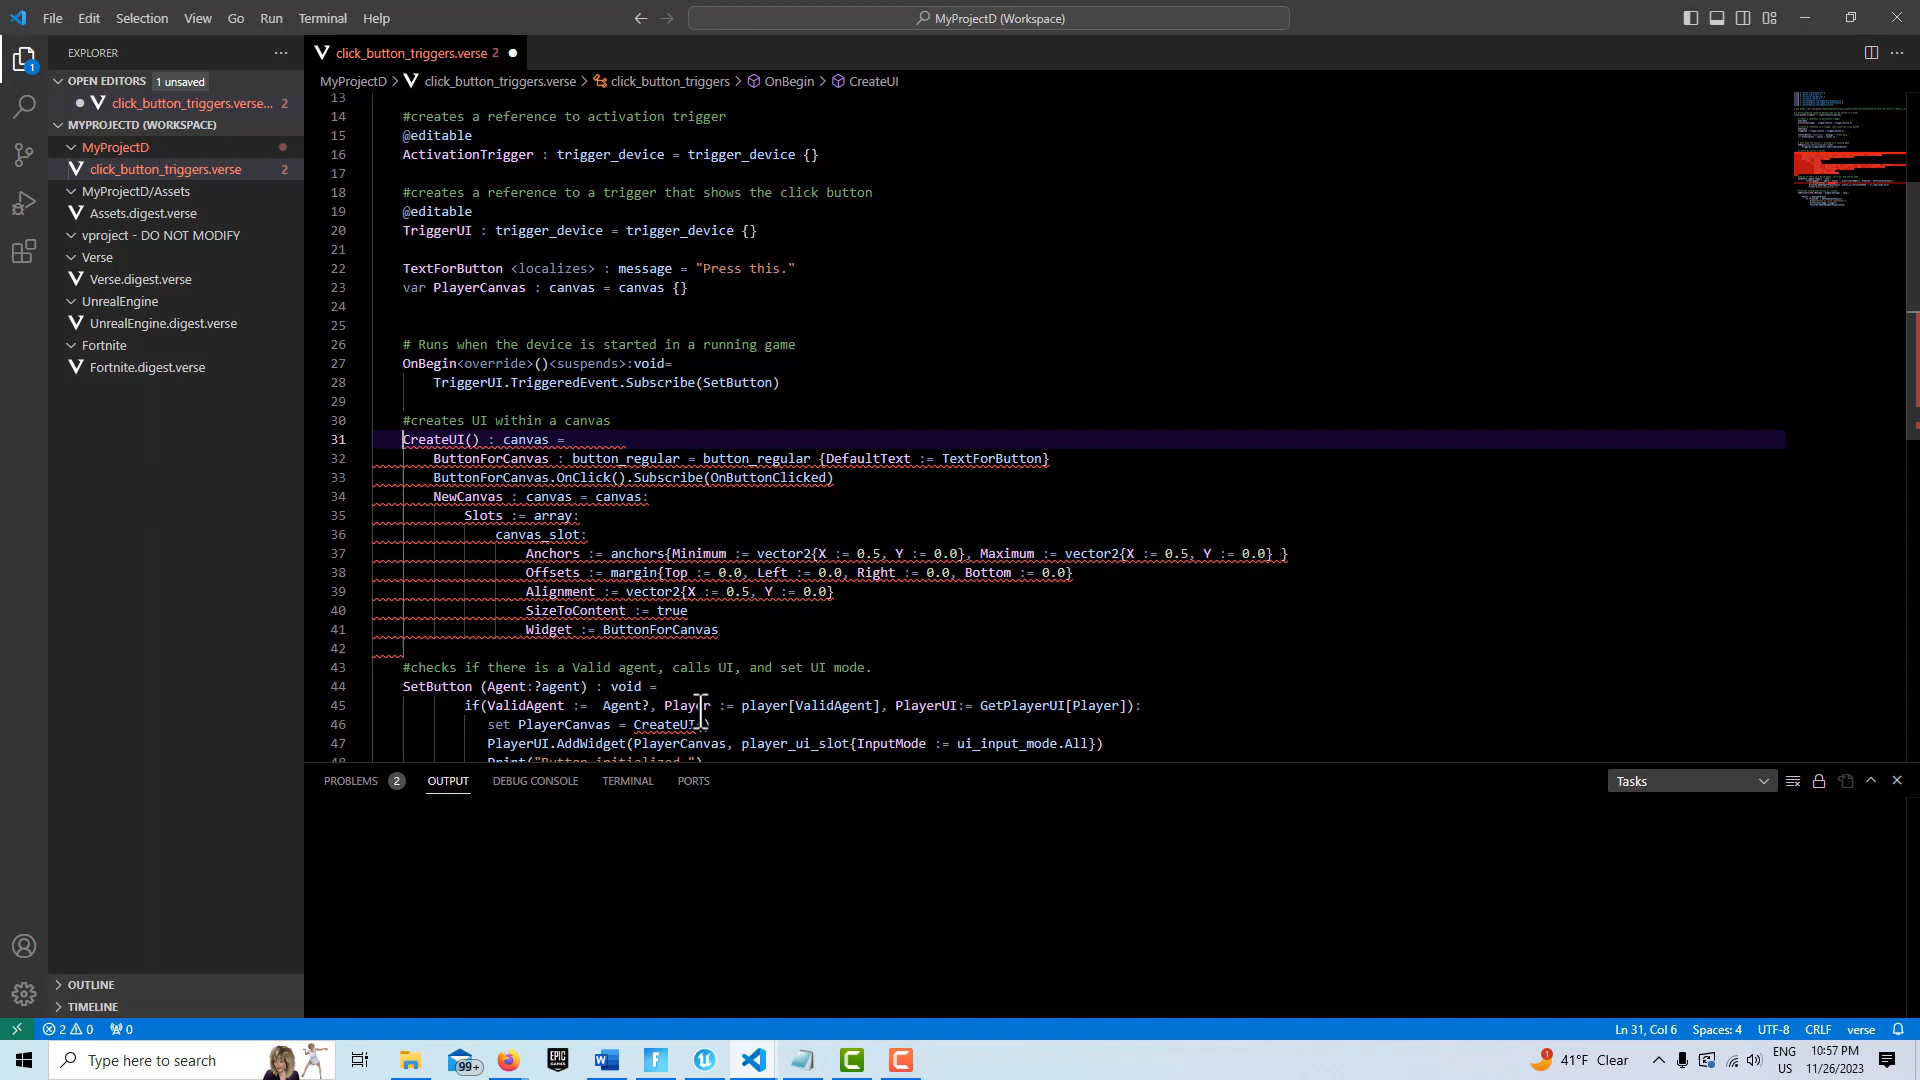 File Edit Selection View Go Run Terminal Help
MyProjectD (Workspace)
EXPLORER
OPEN EDITORS 1 unsaved
click_button_triggers.verse... 2
MYPROJECTD (WORKSPACE)
MyProjectD
click_button_triggers.verse 2
MyProjectD/Assets
Assets.digest.verse
vproject - DO NOT MODIFY
Verse
Verse.digest.verse
UnrealEngine
UnrealEngine.digest.verse
Fortnite
Fortnite.digest.verse
OUTLINE
TIMELINE
click_button_triggers.verse 2
MyProjectD > click_button_triggers.verse > click_button_triggers > OnBegin > CreateUI
13
14 #creates a reference to activation trigger
15 @editable
16 ActivationTrigger : trigger_device = trigger_device {}
17
18 #creates a reference to a trigger that shows the click button
19 @editable
20 TriggerUI : trigger_device = trigger_device {}
21
22 TextForButton <localizes> : message = "Press this."
23 var PlayerCanvas : canvas = canvas {}
24
25
26 # Runs when the device is started in a running game
27 OnBegin<override>()<suspends>:void=
28 TriggerUI.TriggeredEvent.Subscribe(SetButton)
29
30 #creates UI within a canvas
31 CreateUI() : canvas =
32 ButtonForCanvas : button_regular = button_regular {DefaultText := TextForButton}
33 ButtonForCanvas.OnClick().Subscribe(OnButtonClicked)
34 NewCanvas : canvas = canvas:
35 Slots := array:
36 canvas_slot:
37 Anchors := anchors{Minimum := vector2{X := 0.5, Y := 0.0}, Maximum := vector2{X := 0.5, Y := 0.0} }
38 Offsets := margin{Top := 0.0, Left := 0.0, Right := 0.0, Bottom := 0.0}
39 Alignment := vector2{X := 0.5, Y := 0.0}
40 SizeToContent := true
41 Widget := ButtonForCanvas
42
43 #checks if there is a Valid agent, calls UI, and set UI mode.
44 SetButton (Agent:?agent) : void =
45 if(ValidAgent := Agent?, Player := player[ValidAgent], PlayerUI:= GetPlayerUI[Player]):
46 set PlayerCanvas = CreateUI()
47 PlayerUI.AddWidget(PlayerCanvas, player_ui_slot{InputMode := ui_input_mode.All})
48 Print("Button initialized.")
PROBLEMS 2 OUTPUT DEBUG CONSOLE TERMINAL PORTS Tasks
2 0 0 Ln 31, Col 6 Spaces: 4 UTF-8 CRLF verse
Type here to search 99+ EPIC GAMES 1 41°F Clear ENG US 10:57 PM 11/26/2023